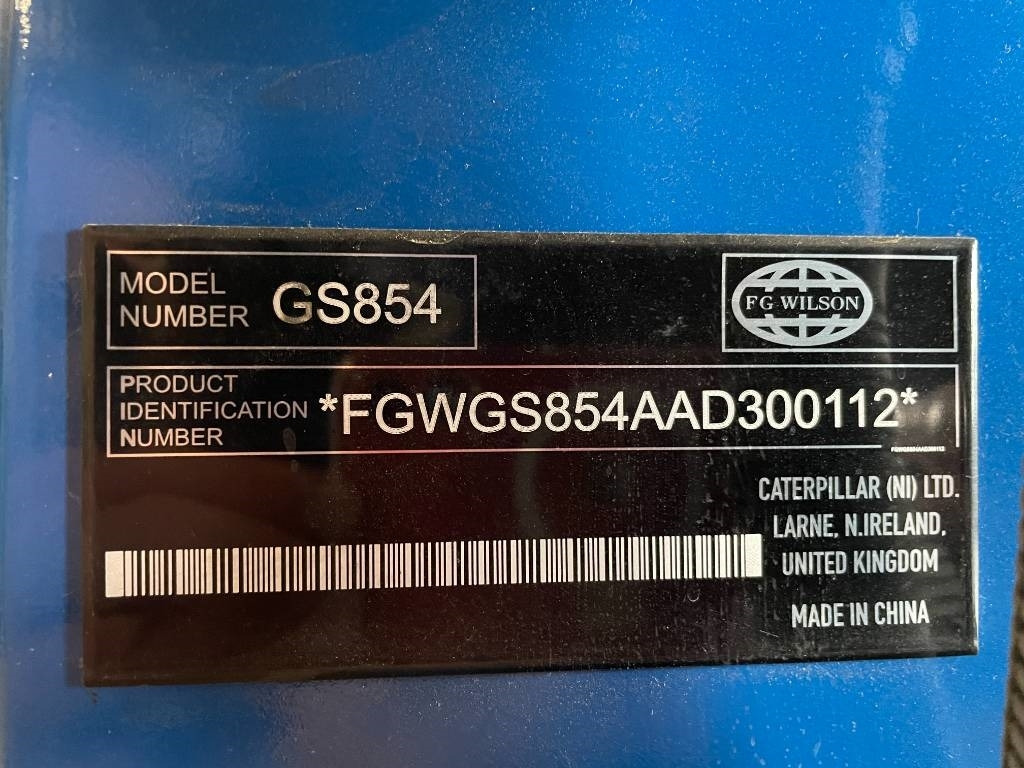 MODEL
NUMBER GS854
FG WILSON
PRODUCT
IDENTIFICATION *FGWGS854AAD300112*
NUMBER
FGWGS854AAD300112
CATERPILLAR (NI) LTD.
LARNE, N.IRELAND,
UNITED KINGDOM
MADE IN CHINA